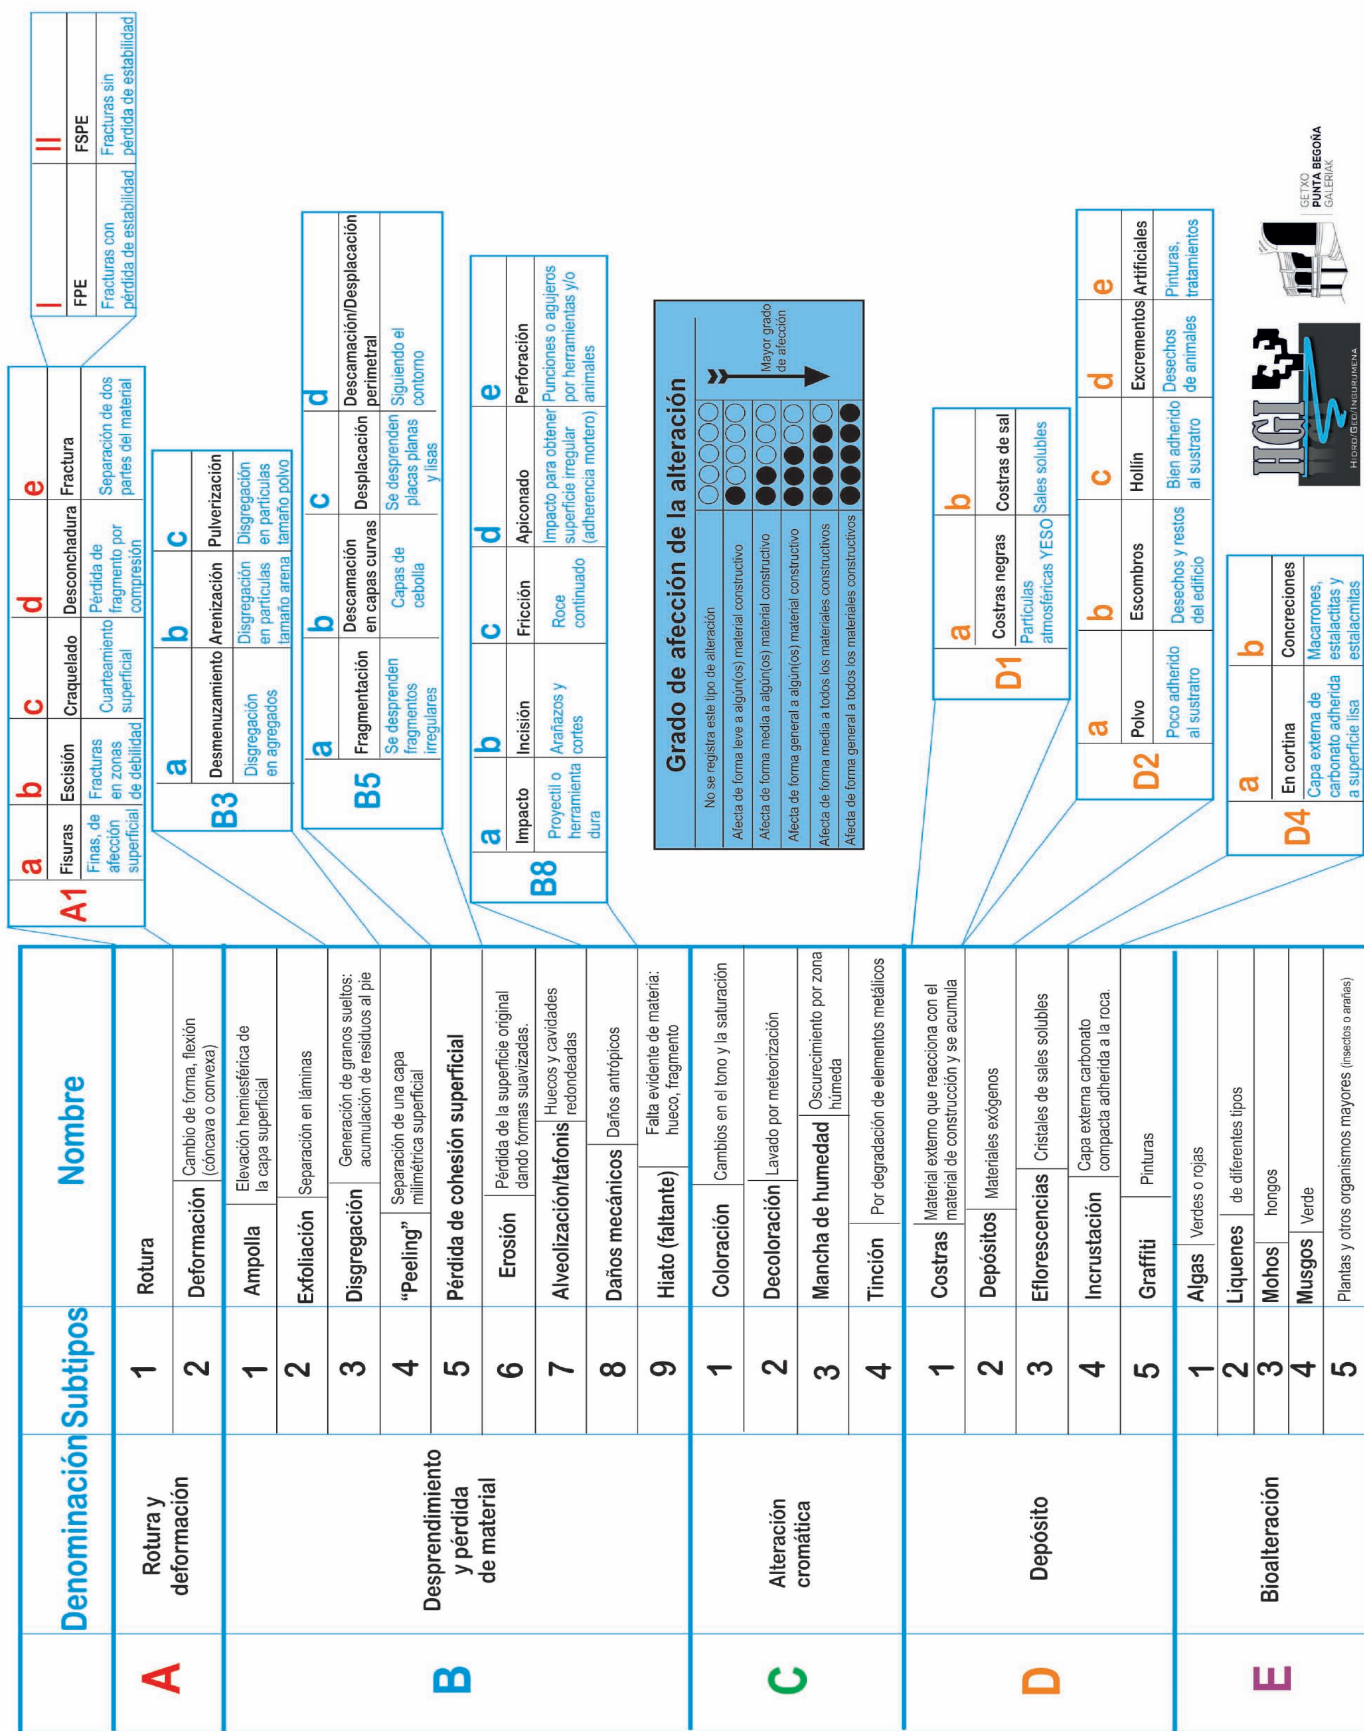 Denominación Subtipos Nombre
A
Rotura y
deformación
1 Rotura
2 Deformación
Cambio de forma, flexión
(cóncava o convexa)
B
Desprendimiento
y pérdida
de material
1 Ampolla
Elevación hemisférica de
la capa superficial
2 Exfoliación
Separación en láminas
3 Disgregación
Generación de granos sueltos:
acumulación de residuos al pie
4 “Peeling”
Separación de una capa
milimétrica superficial
5 Pérdida de cohesión superficial
6 Erosión
Pérdida de la superficie original
dando formas suavizadas.
7 Alveolización/tafonis
Huecos y cavidades
redondeadas
8 Daños mecánicos
Daños antrópicos
9 Hiato (faltante)
Falta evidente de materia:
hueco, fragmento
C
Alteración
cromática
1 Coloración
Cambios en el tono y la saturación
2 Decoloración
Lavado por meteorización
3 Mancha de humedad
Oscurecimiento por zona
húmeda
4 Tinción
Por degradación de elementos metálicos
D
Depósito
1 Costras
Material externo que reacciona con el
material de construcción y se acumula
2 Depósitos
Materiales exógenos
3 Eflorescencias
Cristales de sales solubles
4 Incrustación
Capa externa carbonato
compacta adherida a la roca.
5 Graffiti
Pinturas
E
Bioalteración
1 Algas
Verdes o rojas
2 Liquenes
de diferentes tipos
3 Mohos
hongos
4 Musgos
Verde
5 Plantas y otros organismos mayores (insectos o arañas)
A1
a
Fisuras
Finas, de
afección
superficial
b
Escisión
Fracturas
en zonas
de debilidad
c
Craquelado
Cuarteamiento
superficial
d
Desconchadura
Pérdida de
fragmento por
compresión
e
Fractura
Separación de dos
partes del material
I
FPE
Fracturas con
pérdida de estabilidad
II
FSPE
Fracturas sin
pérdida de estabilidad
B3
a
Desmenuzamiento
Disgregación
en agregados
b
Arenización
Disgregación
en partículas
tamaño arena
c
Pulverización
Disgregación
en partículas
tamaño polvo
B5
a
Fragmentación
Se desprenden
fragmentos
irregulares
b
Descamación
en capas curvas
Capas de
cebolla
c
Desplacación
Se desprenden
placas planas
y lisas
d
Descamación/Desplacación
perimetral
Siguiendo el
contorno
B8
a
Impacto
Proyectil o
herramienta
dura
b
Incisión
Arañazos y
cortes
c
Fricción
Roce
continuado
d
Apiconado
Impacto para obtener
superficie irregular
(adherencia mortero)
e
Perforación
Punciones o agujeros
por herramientas y/o
animales
Grado de afección de la alteración
No se registra este tipo de alteración
Afecta de forma leve a algún(os) material constructivo
Afecta de forma media a algún(os) material constructivo
Afecta de forma general a algún(os) material constructivo
Afecta de forma media a todos los materiales constructivos
Afecta de forma general a todos los materiales constructivos
Mayor grado
de afección
D1
a
Costras negras
Partículas
atmosféricas YESO
b
Costras de sal
Sales solubles
D2
a
Polvo
Poco adherido
al sustratro
b
Escombros
Desechos y restos
del edificio
c
Hollín
Bien adherido
al sustratro
d
Excrementos
Desechos
de animales
e
Artificiales
Pinturas,
tratamientos
D4
a
En cortina
Capa externa de
carbonato adherida
a superficie lisa
b
Concreciones
Macarrones,
estalactitas y
estalacmitas
HGI
HIDRO/GEO/INGURUMENA
GETXO
PUNTA BEGOÑA
GALERIAK